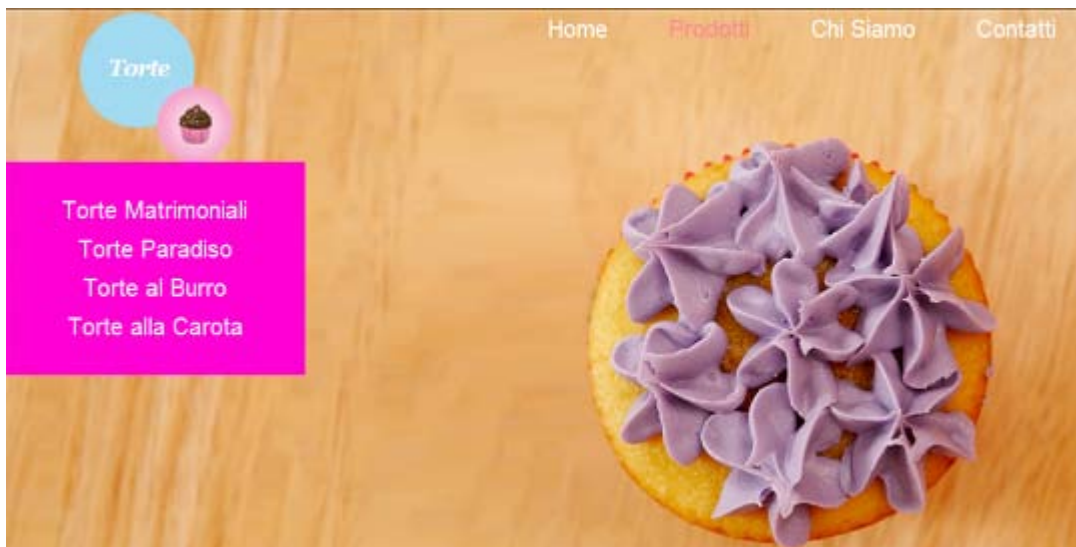 Home Prodotti Chi Siamo Contatti
Torte
Torte Matrimoniali
Torte Paradiso
Torte al Burro
Torte alla Carota